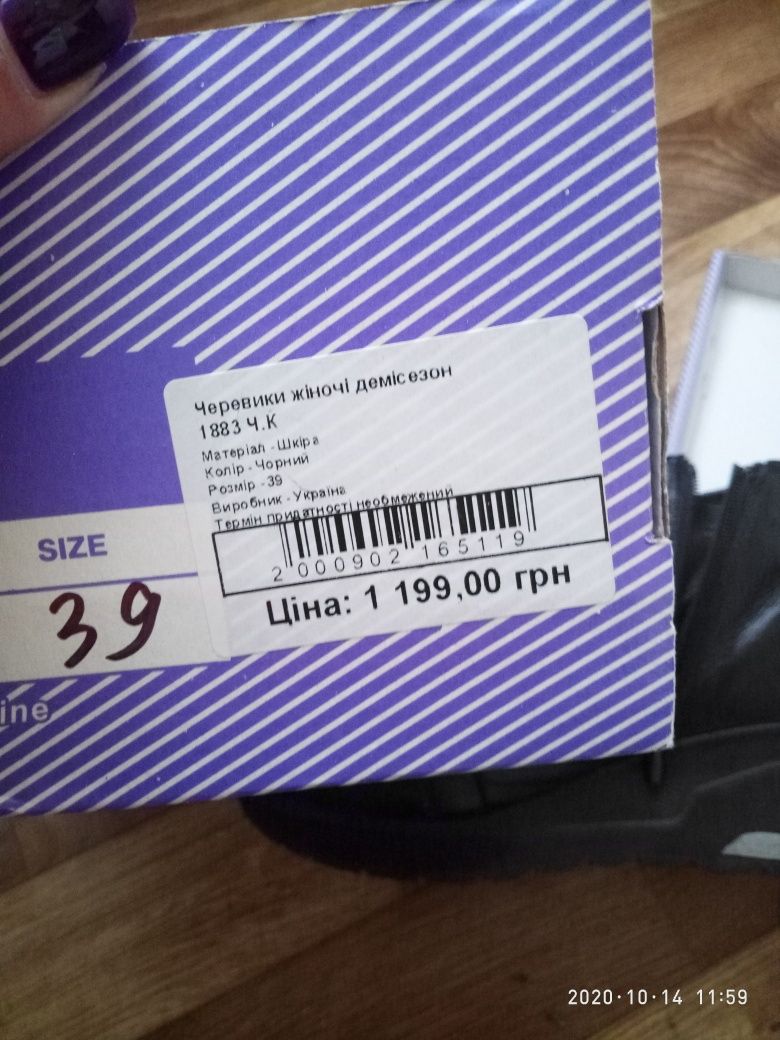 Черевики жіночі демісезон
1883 Ч.К
Матеріал - Шкіра
Колір - Чорний
Розмір - 39
Виробник - Україна
Термін придатності необмежений
2 000902 165119
Ціна: 1 199,00 грн
SIZE
39
ine
2020·10·14 11:59